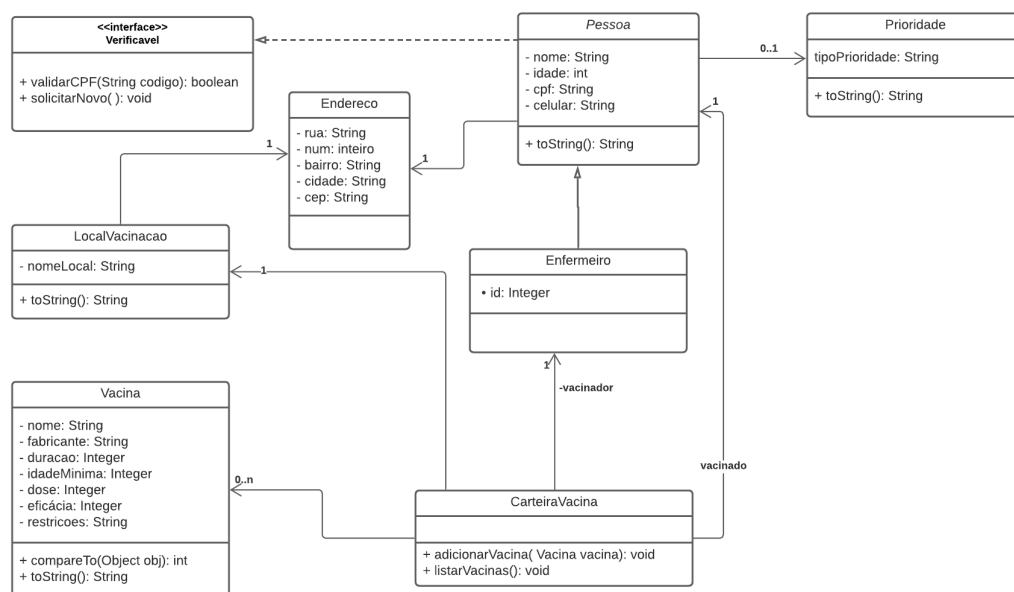 <<interface>>
Verificavel
+ validarCPF(String codigo): boolean
+ solicitarNovo( ): void
Pessoa
- nome: String
- idade: int
- cpf: String
- celular: String
+ toString(): String
0..1
Prioridade
tipoPrioridade: String
+ toString(): String
Endereco
- rua: String
- num: inteiro
- bairro: String
- cidade: String
- cep: String
1
1
1
LocalVacinacao
- nomeLocal: String
+ toString(): String
1
Enfermeiro
• id: Integer
1
-vacinador
vacinado
Vacina
- nome: String
- fabricante: String
- duracao: Integer
- idadeMinima: Integer
- dose: Integer
- eficácia: Integer
- restricoes: String
+ compareTo(Object obj): int
+ toString(): String
0..n
CarteiraVacina
+ adicionarVacina( Vacina vacina): void
+ listarVacinas(): void